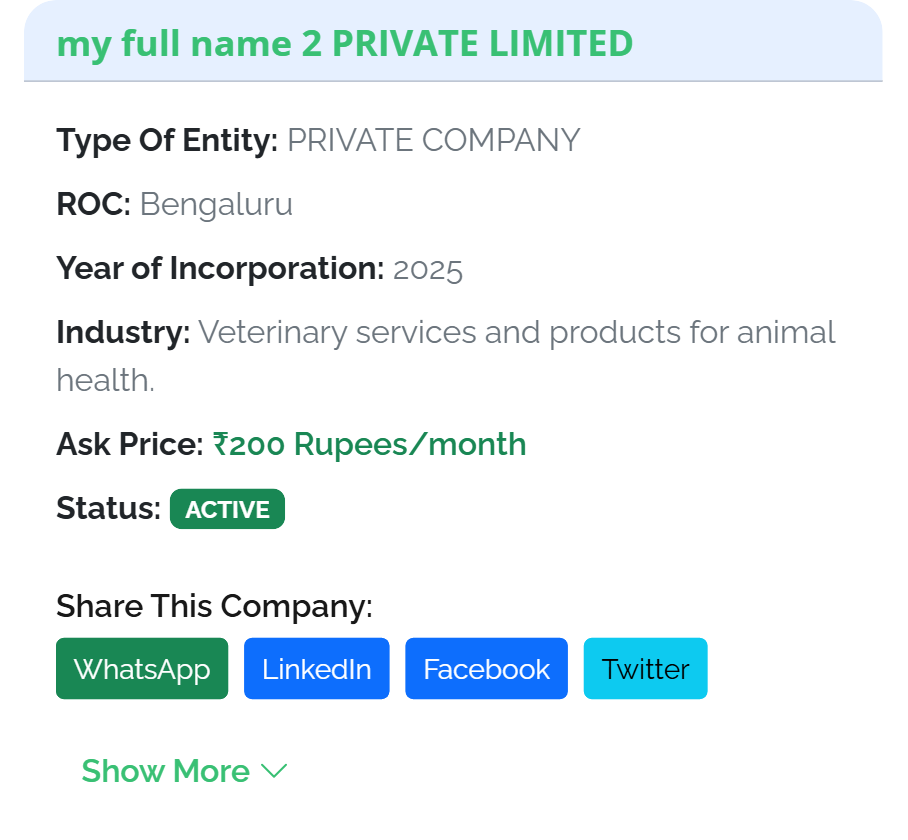 my full name 2 PRIVATE LIMITED
Type Of Entity: PRIVATE COMPANY
ROC: Bengaluru
Year of Incorporation: 2025
Industry: Veterinary services and products for animal
health.
Ask Price: ₹200 Rupees/month
Status: ACTIVE
Share This Company:
WhatsApp LinkedIn Facebook Twitter
Show More